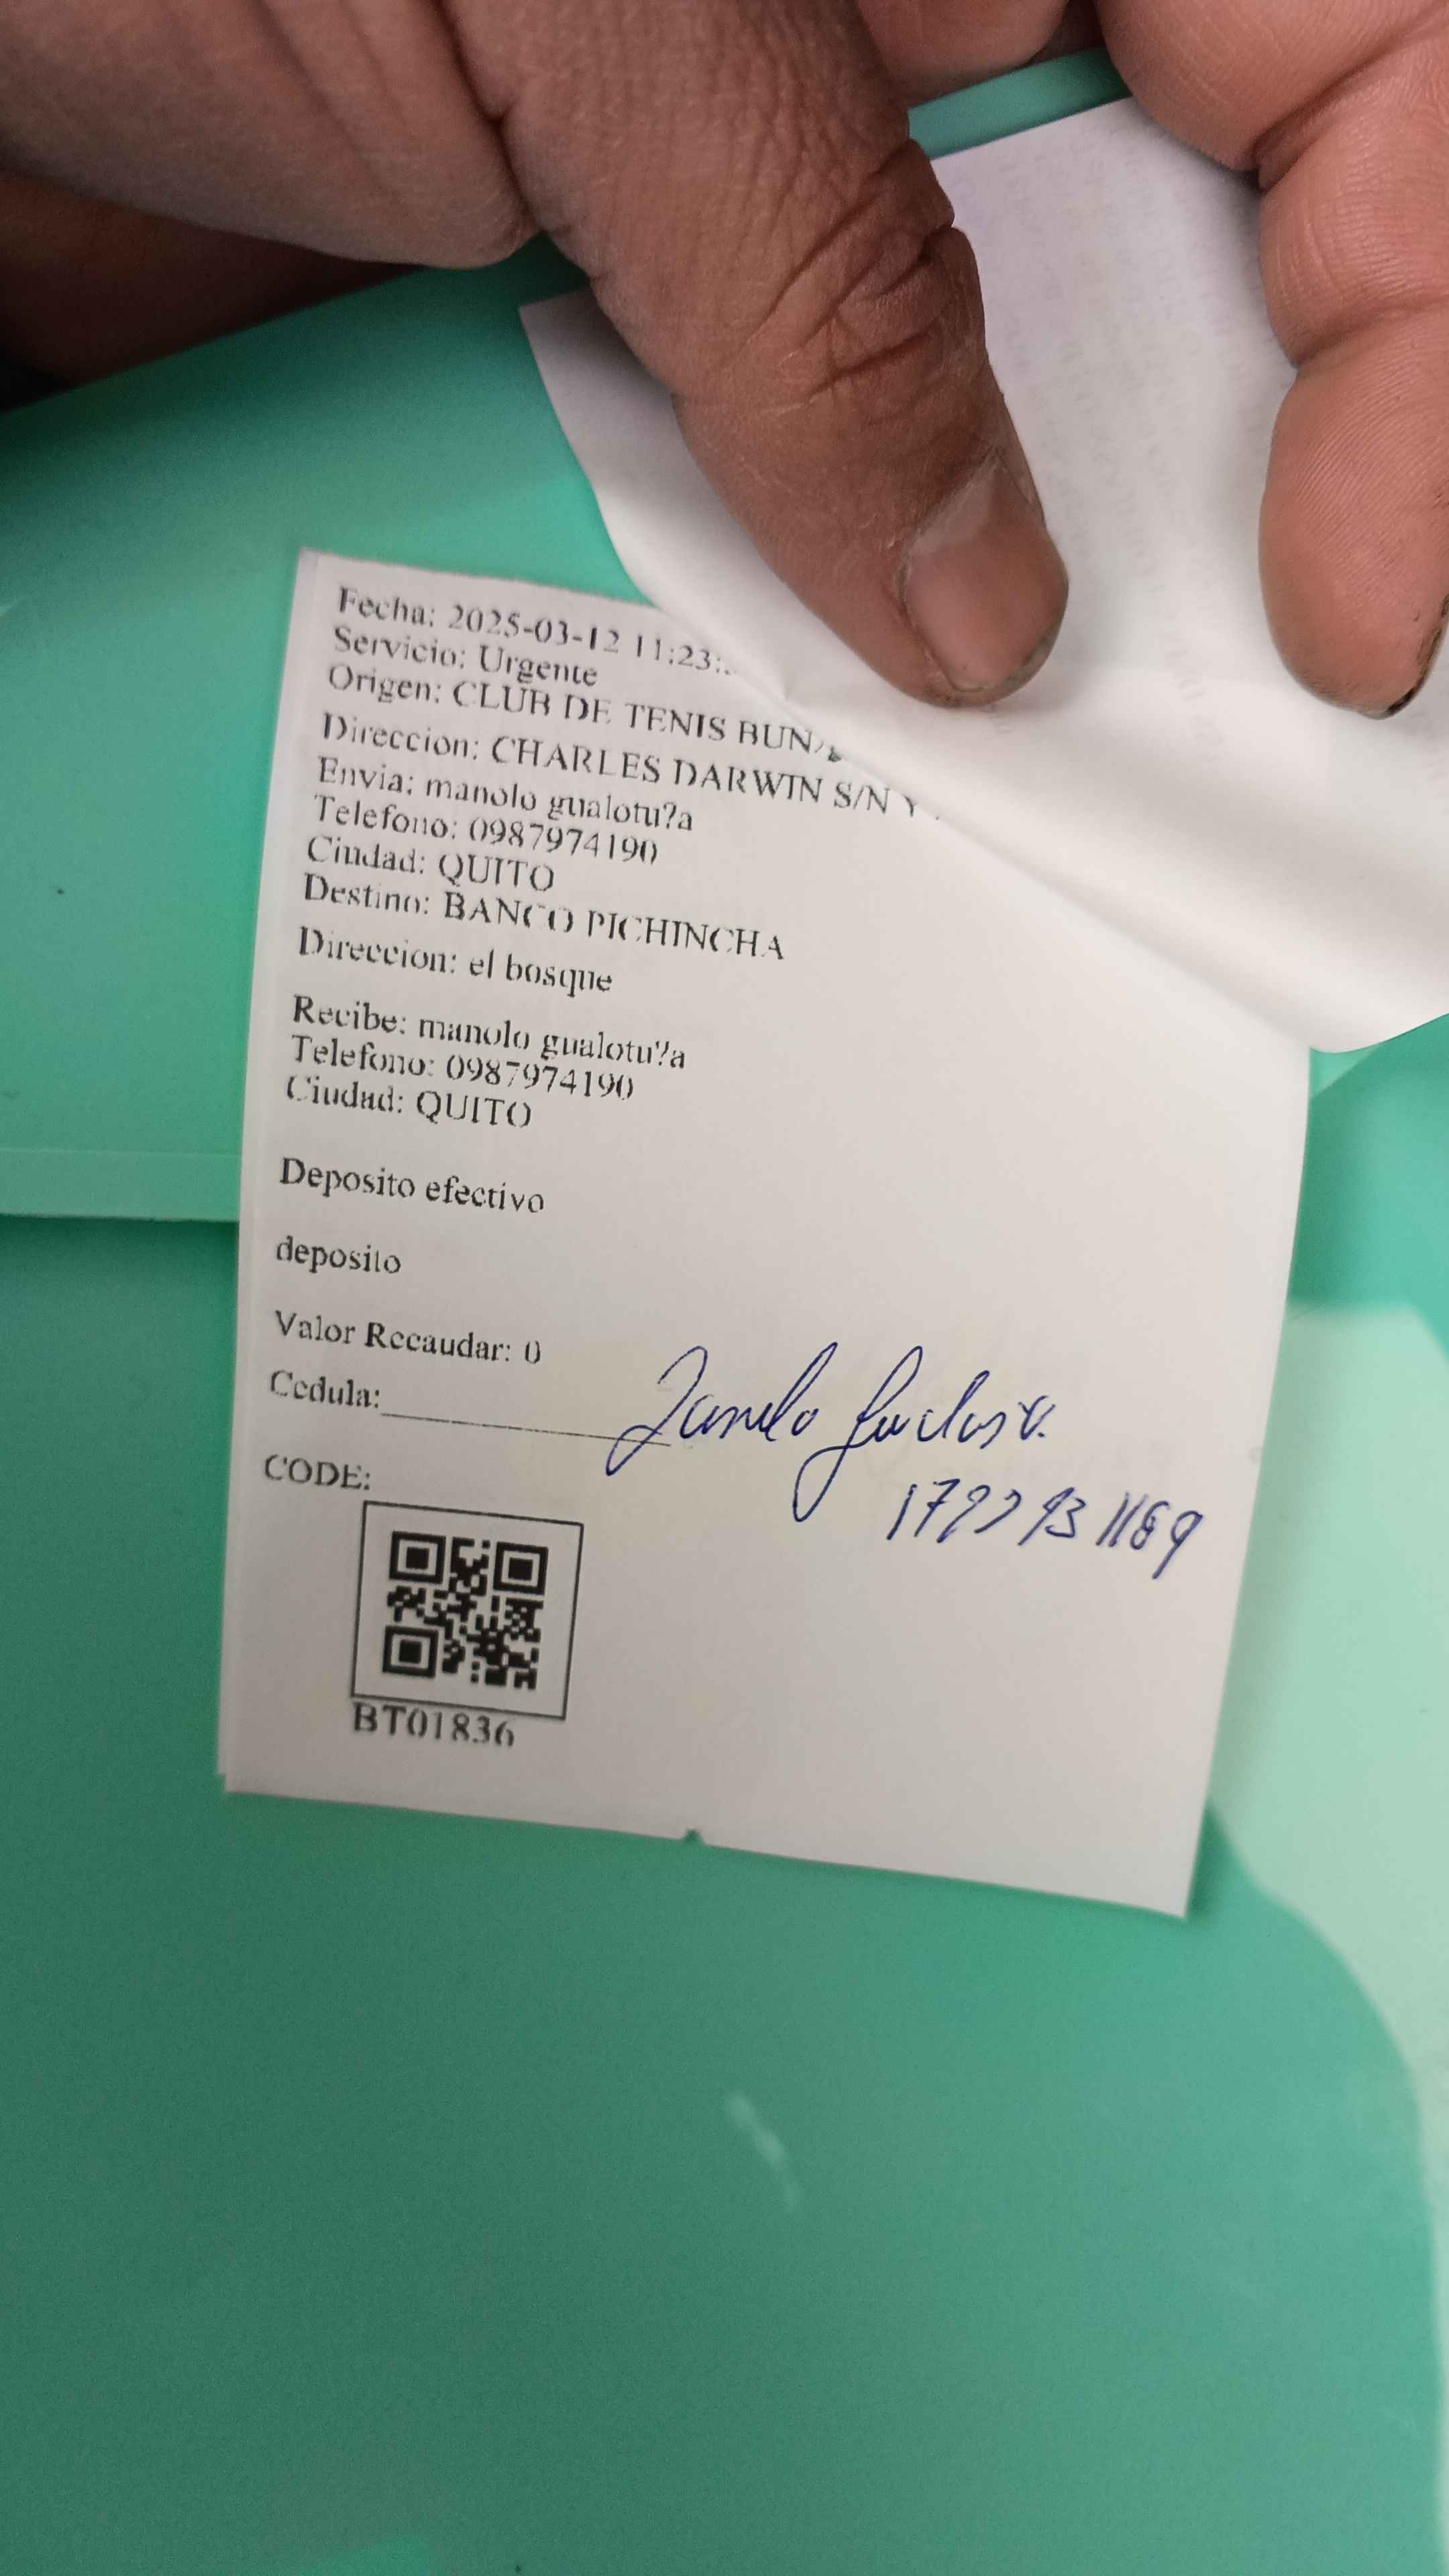 Fecha: 2025-03-12 11:23:
Servicio: Urgente
Origen: CLUB DE TENIS BUN
Direccion: CHARLES DARWIN S/N Y
Envia: manolo gualotu?a
Telefono: 0987974190
Ciudad: QUITO
Destino: BANCO PICHINCHA
Direccion: el bosque
Recibe: manolo gualotu?a
Telefono: 0987974190
Ciudad: QUITO
Deposito efectivo
deposito
Valor Recaudar: 0
Cedula:
CODE:
BT01836